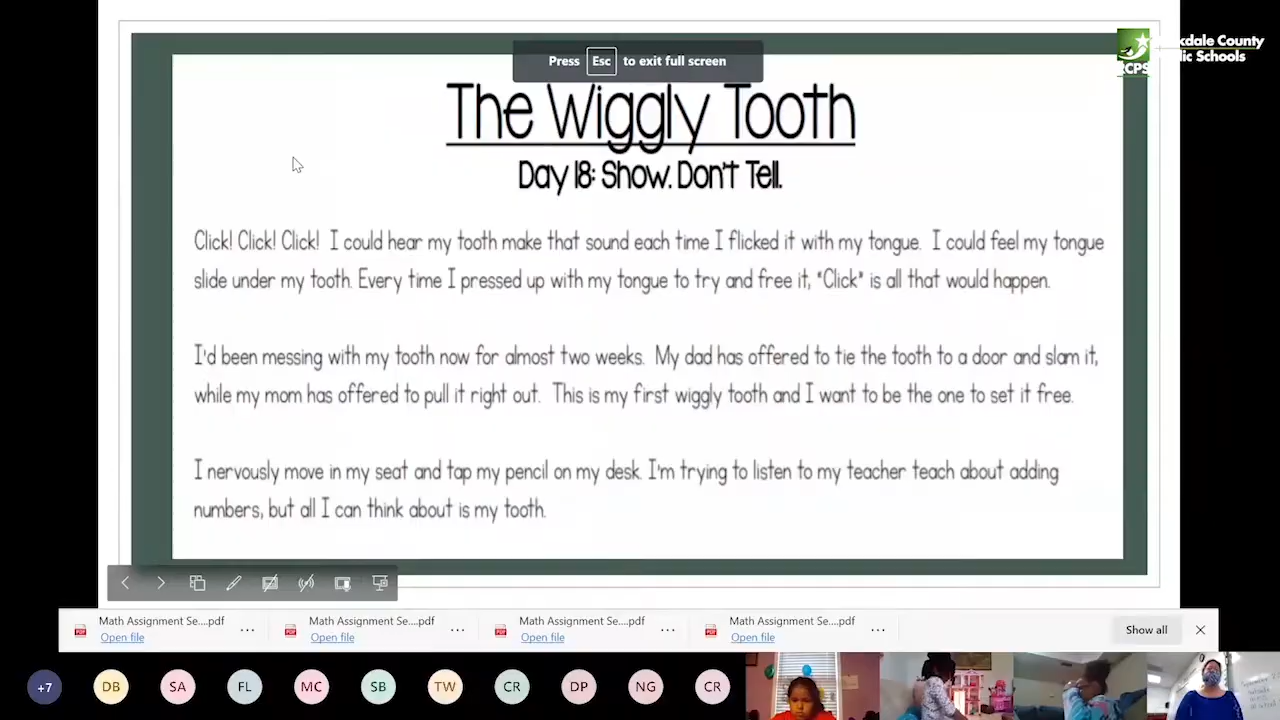 Press Esc to exit full screen
kdale County
lic Schools
RCPS
The Wiggly Tooth
Day 18: Show. Don't Tell.
Click! Click! Click! I could hear my tooth make that sound each time I flicked it with my tongue. I could feel my tongue
slide under my tooth. Every time I pressed up with my tongue to try and free it, "Click" is all that would happen.
I'd been messing with my tooth now for almost two weeks. My dad has offered to tie the tooth to a door and slam it,
while my mom has offered to pull it right out. This is my first wiggly tooth and I want to be the one to set it free.
I nervously move in my seat and tap my pencil on my desk. I'm trying to listen to my teacher teach about adding
numbers, but all I can think about is my tooth.
Math Assignment Se....pdf Math Assignment Se....pdf Math Assignment Se....pdf Math Assignment Se....pdf
Open file Open file Open file Open file Show all
+7 DB SA FL MC SB TW CR DP NG CR